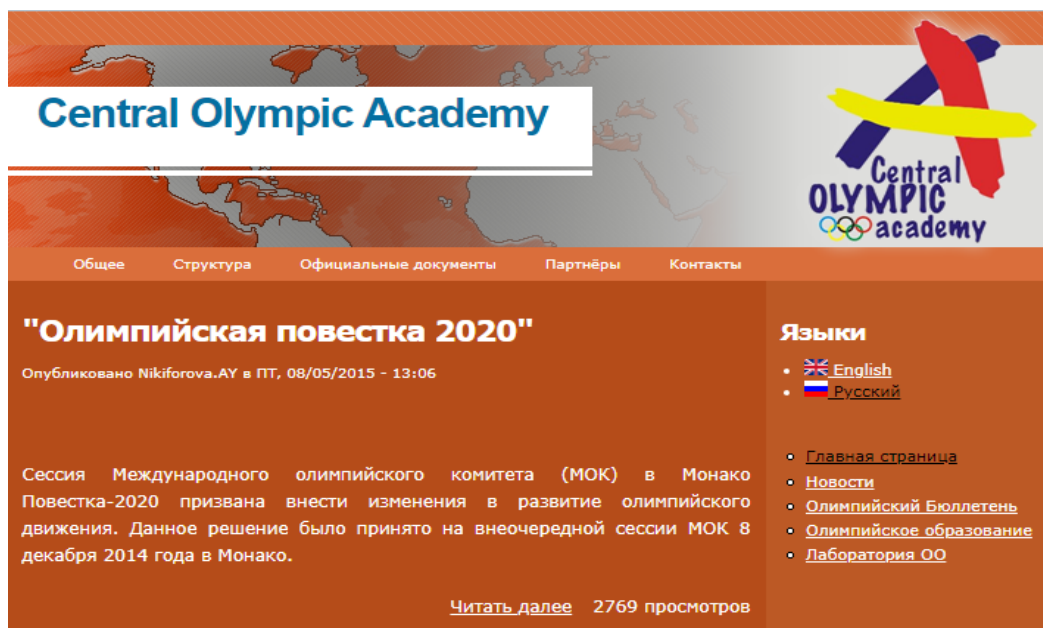 Central Olympic Academy
Central
OLYMPIC
academy
Общее Структура Официальные документы Партнёры Контакты
"Олимпийская повестка 2020"
Опубликовано Nikiforova.AY в ПТ, 08/05/2015 - 13:06
Сессия Международного олимпийского комитета (МОК) в Монако
Повестка-2020 призвана внести изменения в развитие олимпийского
движения. Данное решение было принято на внеочередной сессии МОК 8
декабря 2014 года в Монако.
Читать далее 2769 просмотров
Языки
English
Русский
Главная страница
Новости
Олимпийский Бюллетень
Олимпийское образование
Лаборатория ОО